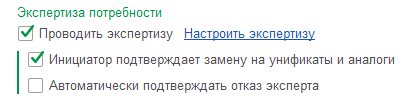 Экспертиза потребности
Проводить экспертизу Настроить экспертизу
Инициатор подтверждает замену на унификаты и аналоги
Автоматически подтверждать отказ эксперта